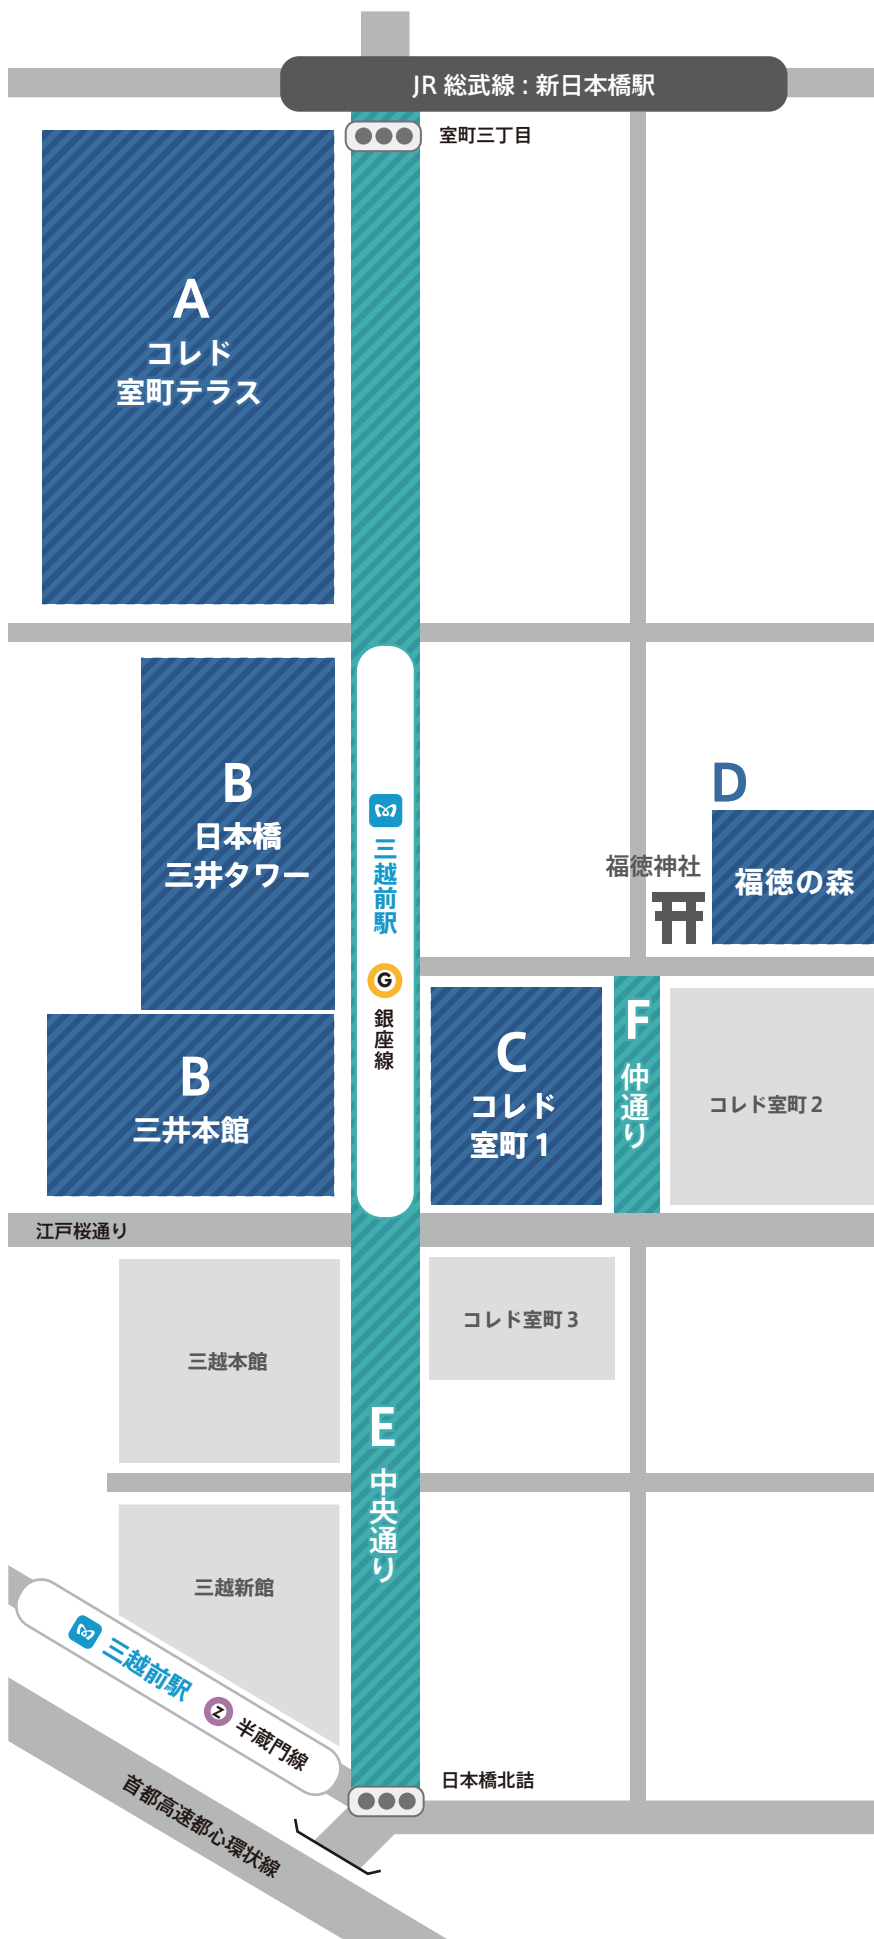 JR 総武線 : 新日本橋駅
室町三丁目
A
コレド
室町テラス
B
日本橋
三井タワー
三越前駅
G
銀座線
D
福徳神社
福徳の森
B
三井本館
C
コレド
室町 1
F
仲通り
コレド室町 2
江戸桜通り
三越本館
コレド室町 3
E
中央通り
三越新館
三越前駅
Z
半蔵門線
日本橋北詰
首都高速都心環状線